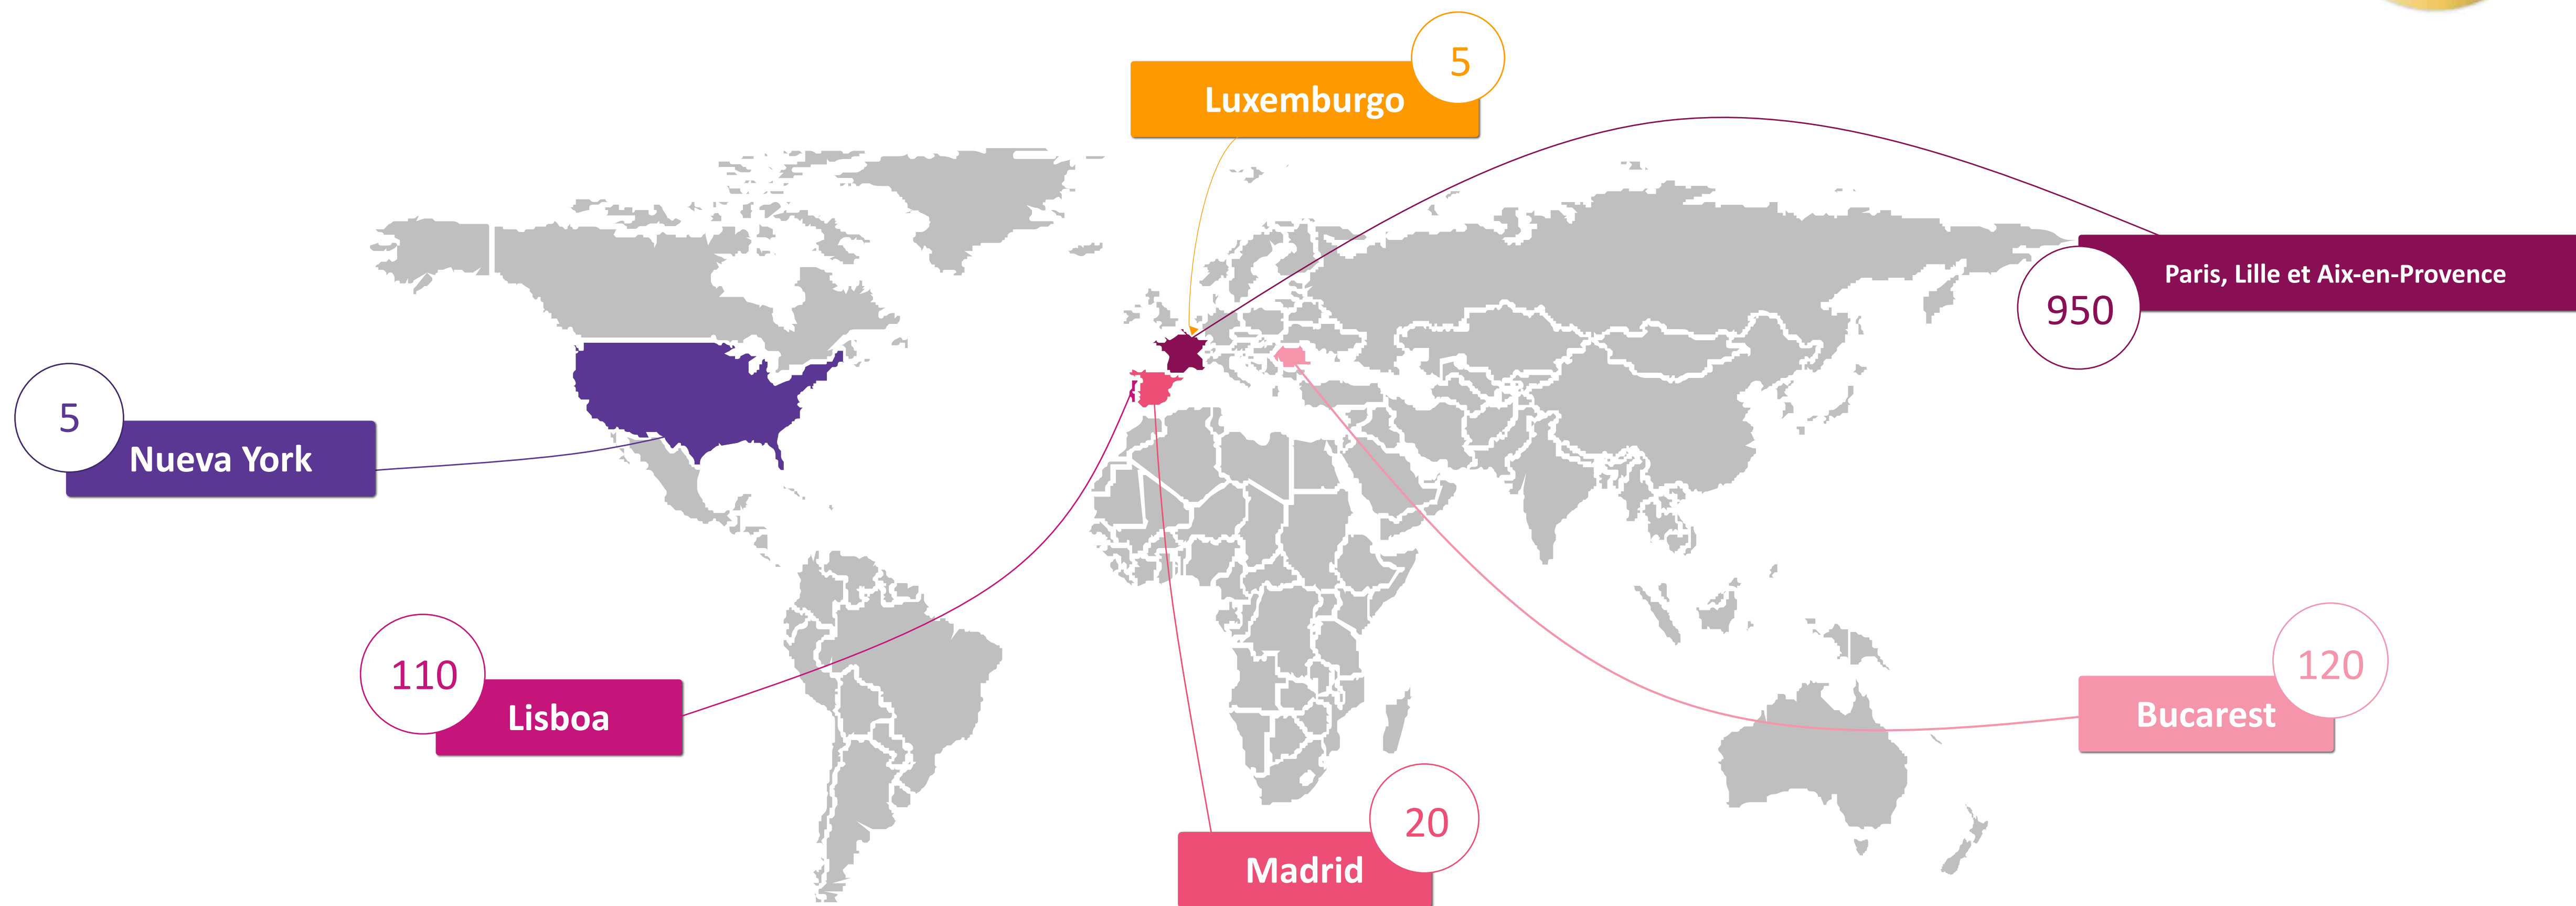 5
Luxemburgo
Paris, Lille et Aix-en-Provence
950
5
Nueva York
110
Lisboa
120
Bucarest
20
Madrid